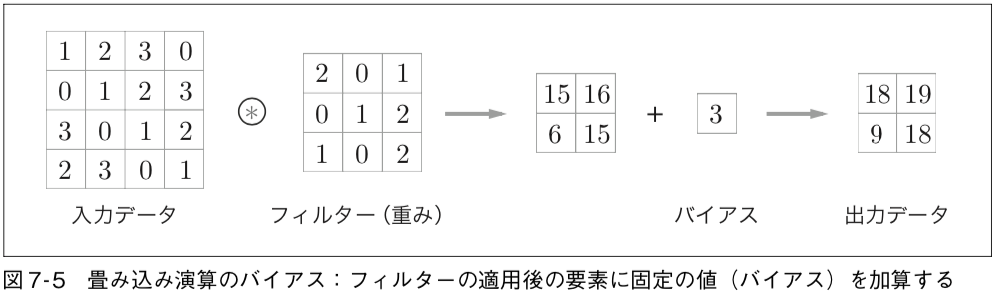 1 2 3 0
0 1 2 3
3 0 1 2
2 3 0 1
入力データ
*
2 0 1
0 1 2
1 0 2
フィルター（重み）
15 16
6 15
+
3
バイアス
18 19
9 18
出力データ
図7-5 畳み込み演算のバイアス：フィルターの適用後の要素に固定の値（バイアス）を加算する